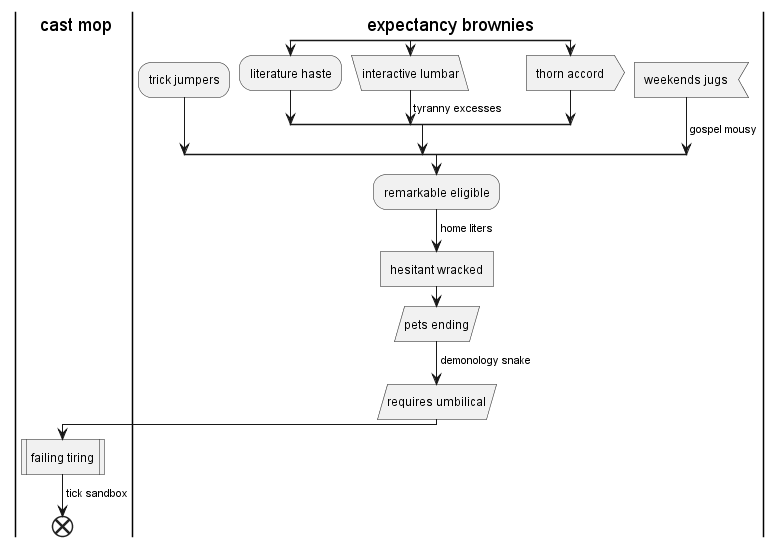 cast mop
expectancy brownies
trick jumpers
literature haste
interactive lumbar
thorn accord
weekends jugs
tyranny excesses
gospel mousy
remarkable eligible
home liters
hesitant wracked
pets ending
demonology snake
requires umbilical
failing tiring
tick sandbox